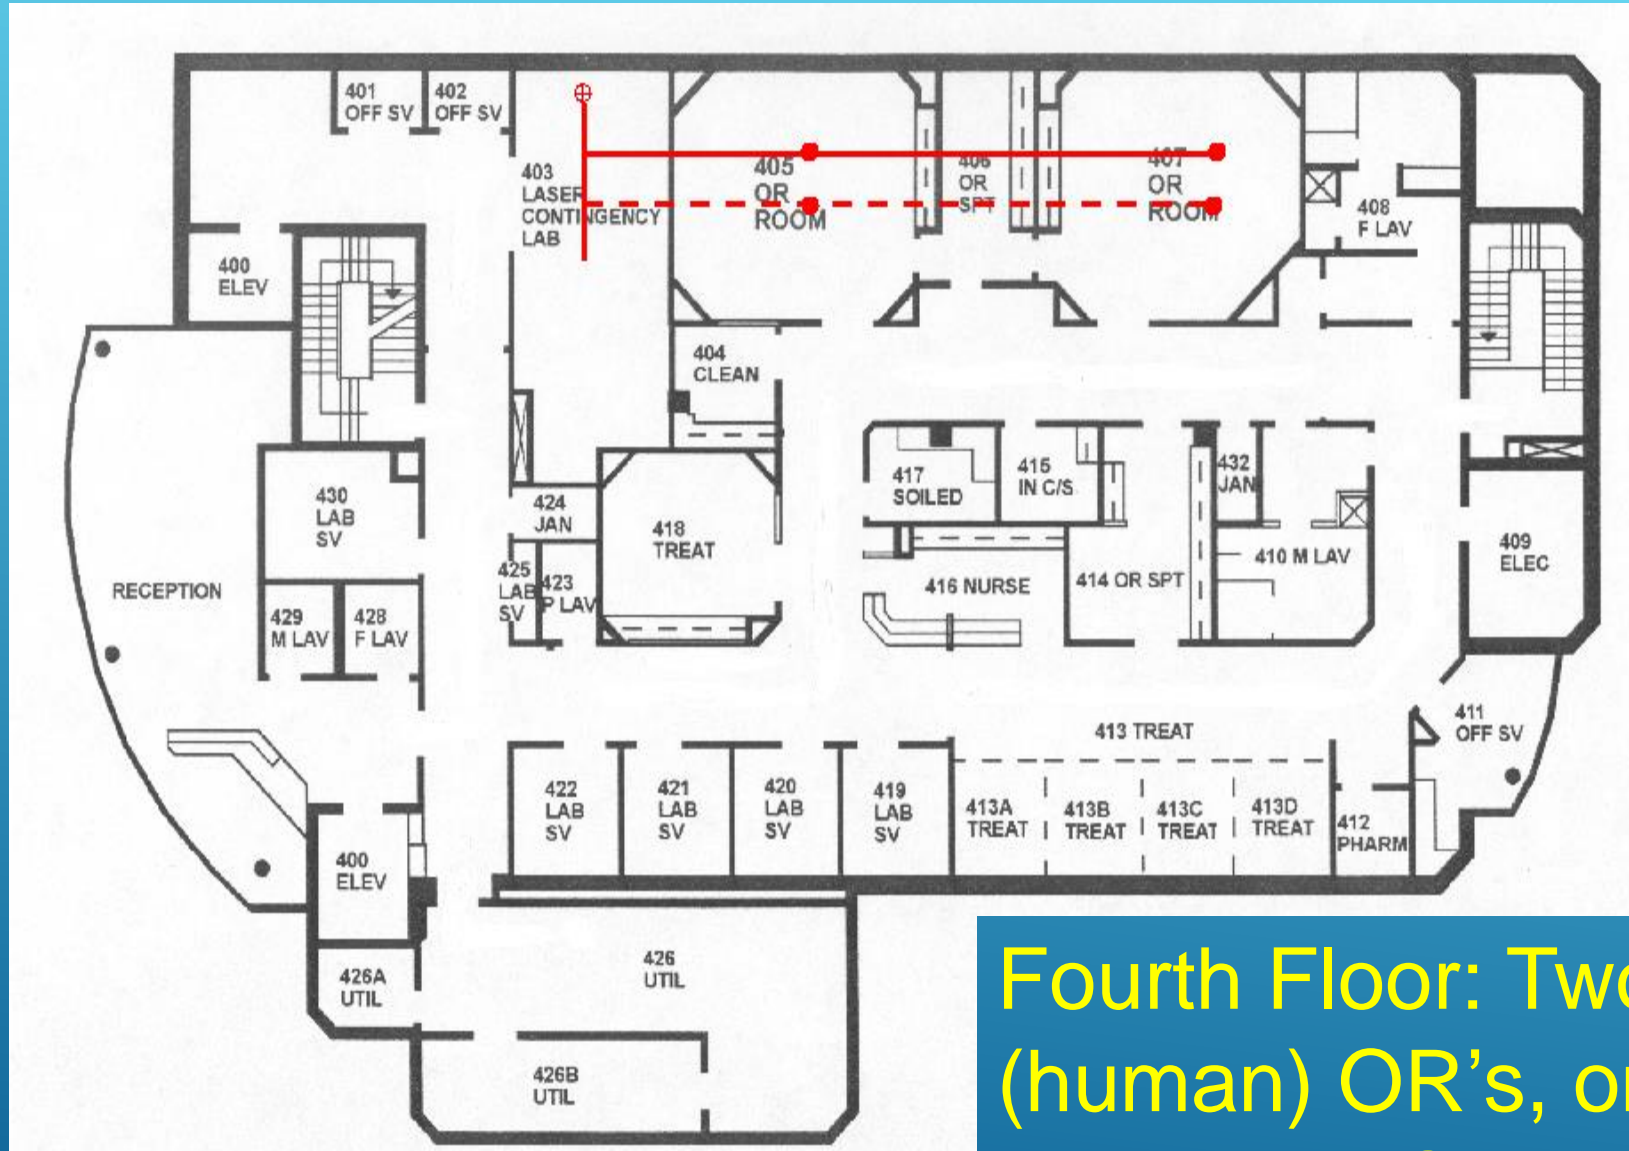 401
OFF SV
402
OFF SV
403
LASER
CONTINGENCY
LAB
405
OR
ROOM
406
OR
SPT
407
OR
ROOM
408
F LAV
400
ELEV
404
CLEAN
430
LAB
SV
424
JAN
418
TREAT
417
SOILED
415
IN C/S
432
JAN
409
ELEC
RECEPTION
429
M LAV
428
F LAV
425
LAB
SV
423
P LAV
416 NURSE
414 OR SPT
410 M LAV
411
OFF SV
413 TREAT
422
LAB
SV
421
LAB
SV
420
LAB
SV
419
LAB
SV
413A
TREAT
413B
TREAT
413C
TREAT
413D
TREAT
412
PHARM
400
ELEV
426A
UTIL
426
UTIL
426B
UTIL
Fourth Floor: Two
(human) OR's,